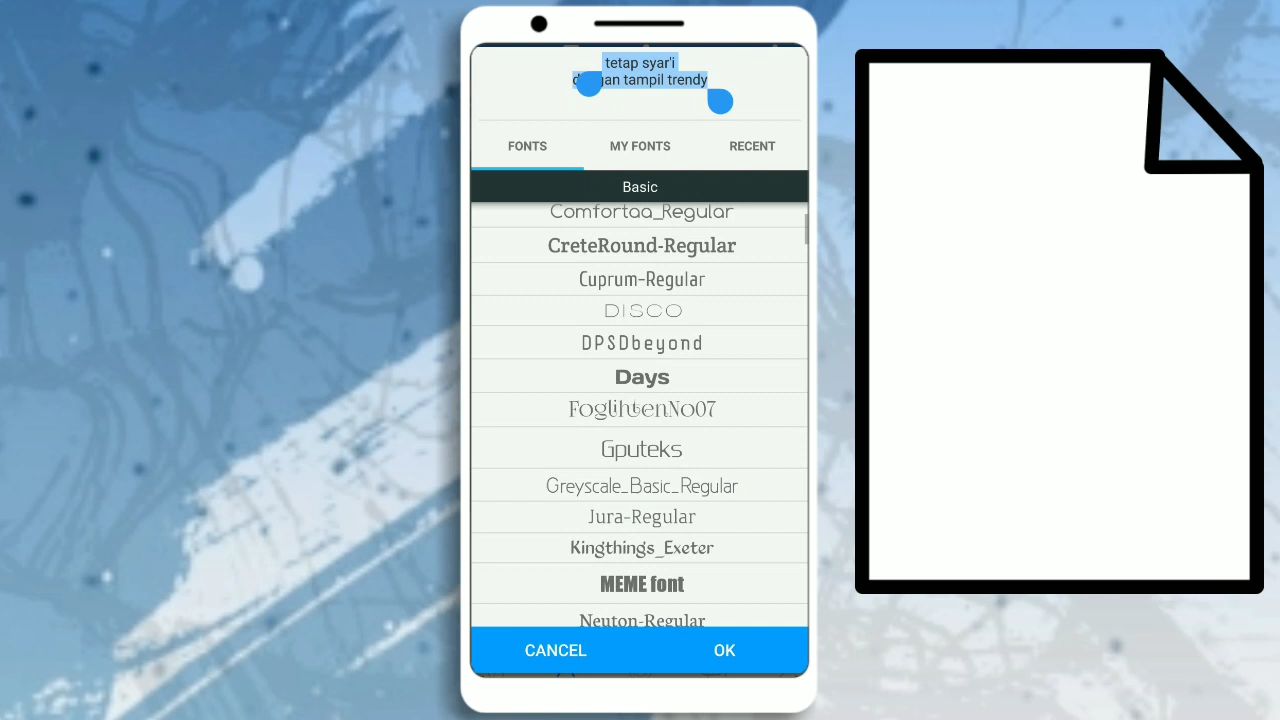 tetap syar'i
dengan tampil trendy
FONTS
MY FONTS
RECENT
Basic
Comfortaa_Regular
CreteRound-Regular
Cuprum-Regular
DISCO
DPSDbeyond
Days
FoglihtenNo07
Gputeks
Greyscale_Basic_Regular
Jura-Regular
Kingthings_Exeter
MEME font
Neuton-Regular
CANCEL
OK